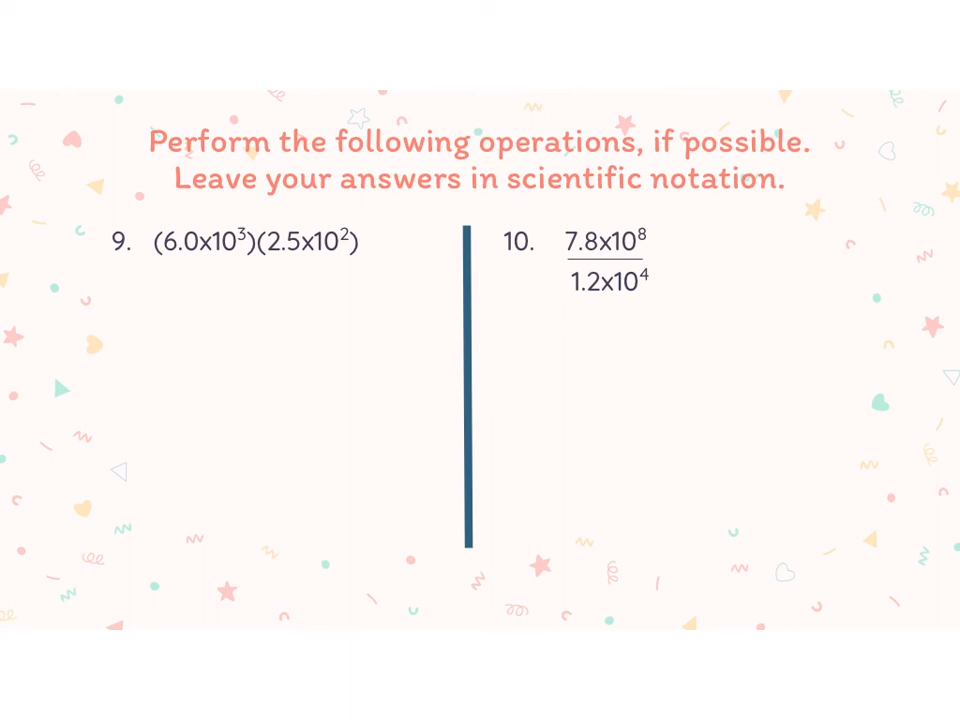 Perform the following operations, if possible.
Leave your answers in scientific notation.
9. (6.0x10³)(2.5x10²)
10. 7.8x10⁸
1.2x10⁴